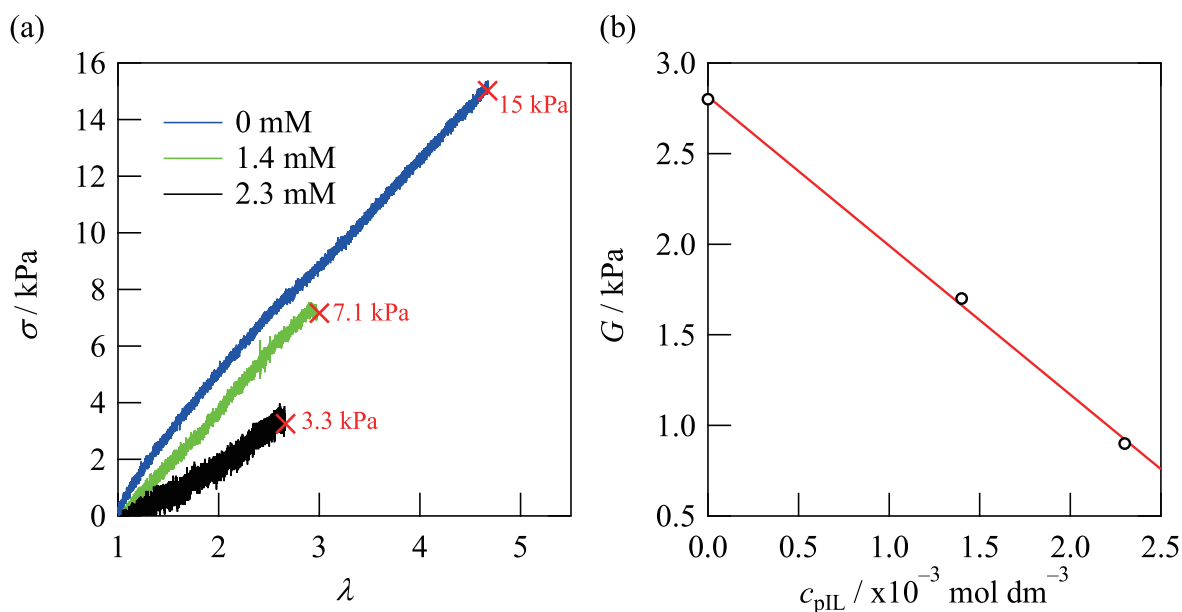 (a)
16
14
12
10
8
6
4
2
0
σ / kPa
0 mM
1.4 mM
2.3 mM
15 kPa
7.1 kPa
3.3 kPa
1 2 3 4 5
λ
(b)
3.0
2.5
2.0
1.5
1.0
0.5
G / kPa
0.0 0.5 1.0 1.5 2.0 2.5
c_pIL / x10⁻³ mol dm⁻³